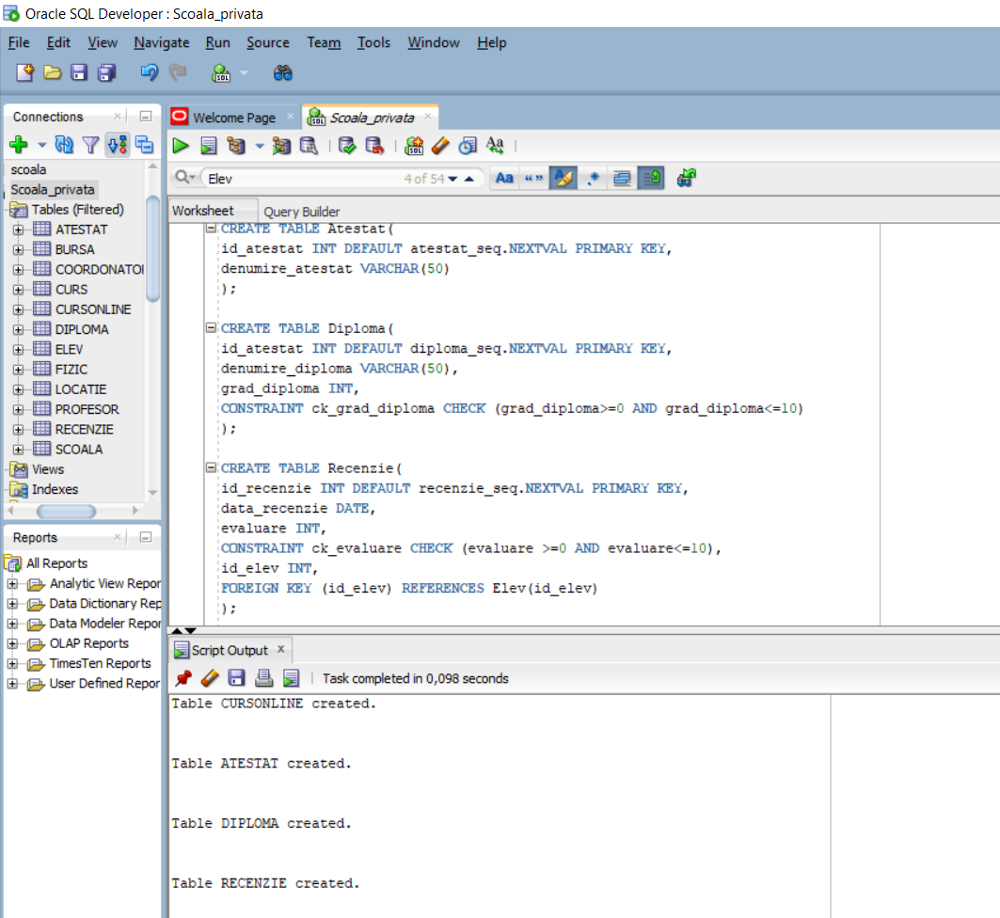 Oracle SQL Developer : Scoala_privata
File Edit View Navigate Run Source Team Tools Window Help
Connections
scoala
Scoala_privata
Tables (Filtered)
ATESTAT
BURSA
COORDONATO
CURS
CURSONLINE
DIPLOMA
ELEV
FIZIC
LOCATIE
PROFESOR
RECENZIE
SCOALA
Views
Indexes
Reports
All Reports
Analytic View Repor
Data Dictionary Rep
Data Modeler Repor
OLAP Reports
TimesTen Reports
User Defined Repor
Welcome Page
Scoala_privata
Elev 4 of 54
Worksheet Query Builder
CREATE TABLE Atestat(
id_atestat INT DEFAULT atestat_seq.NEXTVAL PRIMARY KEY,
denumire_atestat VARCHAR(50)
);
CREATE TABLE Diploma(
id_atestat INT DEFAULT diploma_seq.NEXTVAL PRIMARY KEY,
denumire_diploma VARCHAR(50),
grad_diploma INT,
CONSTRAINT ck_grad_diploma CHECK (grad_diploma>=0 AND grad_diploma<=10)
);
CREATE TABLE Recenzie(
id_recenzie INT DEFAULT recenzie_seq.NEXTVAL PRIMARY KEY,
data_recenzie DATE,
evaluare INT,
CONSTRAINT ck_evaluare CHECK (evaluare >=0 AND evaluare<=10),
id_elev INT,
FOREIGN KEY (id_elev) REFERENCES Elev(id_elev)
);
Script Output
Task completed in 0,098 seconds
Table CURSONLINE created.
Table ATESTAT created.
Table DIPLOMA created.
Table RECENZIE created.